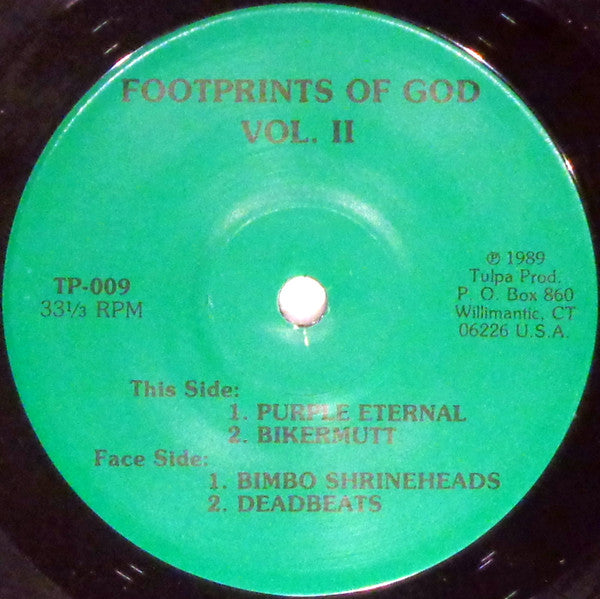 FOOTPRINTS OF GOD
VOL. II
TP-009
33⅓ RPM
℗ 1989
Tulpa Prod.
P. O. Box 860
Willimantic, CT
06226 U.S.A.
This Side:
1. PURPLE ETERNAL
2. BIKERMUTT
Face Side:
1. BIMBO SHRINEHEADS
2. DEADBEATS